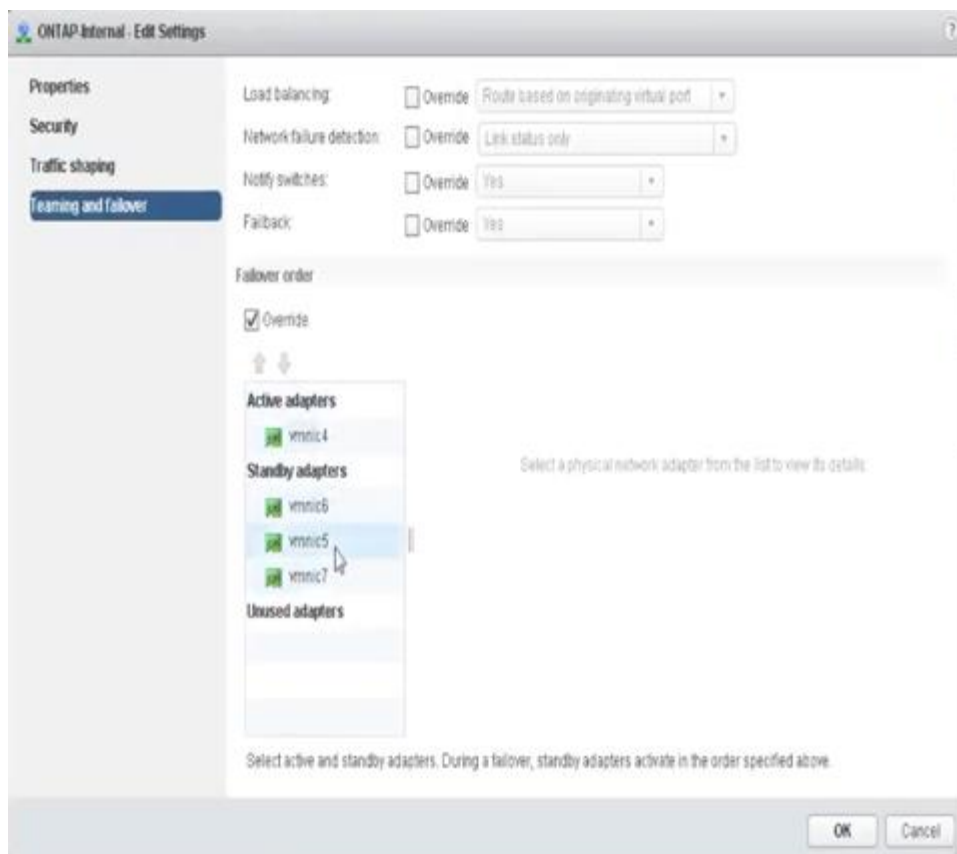 ONTAP-Internal - Edit Settings
?
Properties
Security
Traffic shaping
Teaming and failover
Load balancing: Override Route based on originating virtual port
Network failure detection: Override Link status only
Notify switches: Override Yes
Failback: Override Yes
Failover order
Override
Active adapters
vmnic4
Standby adapters
vmnic6
vmnic5
vmnic7
Unused adapters
Select a physical network adapter from the list to view its details.
Select active and standby adapters. During a failover, standby adapters activate in the order specified above.
OK
Cancel